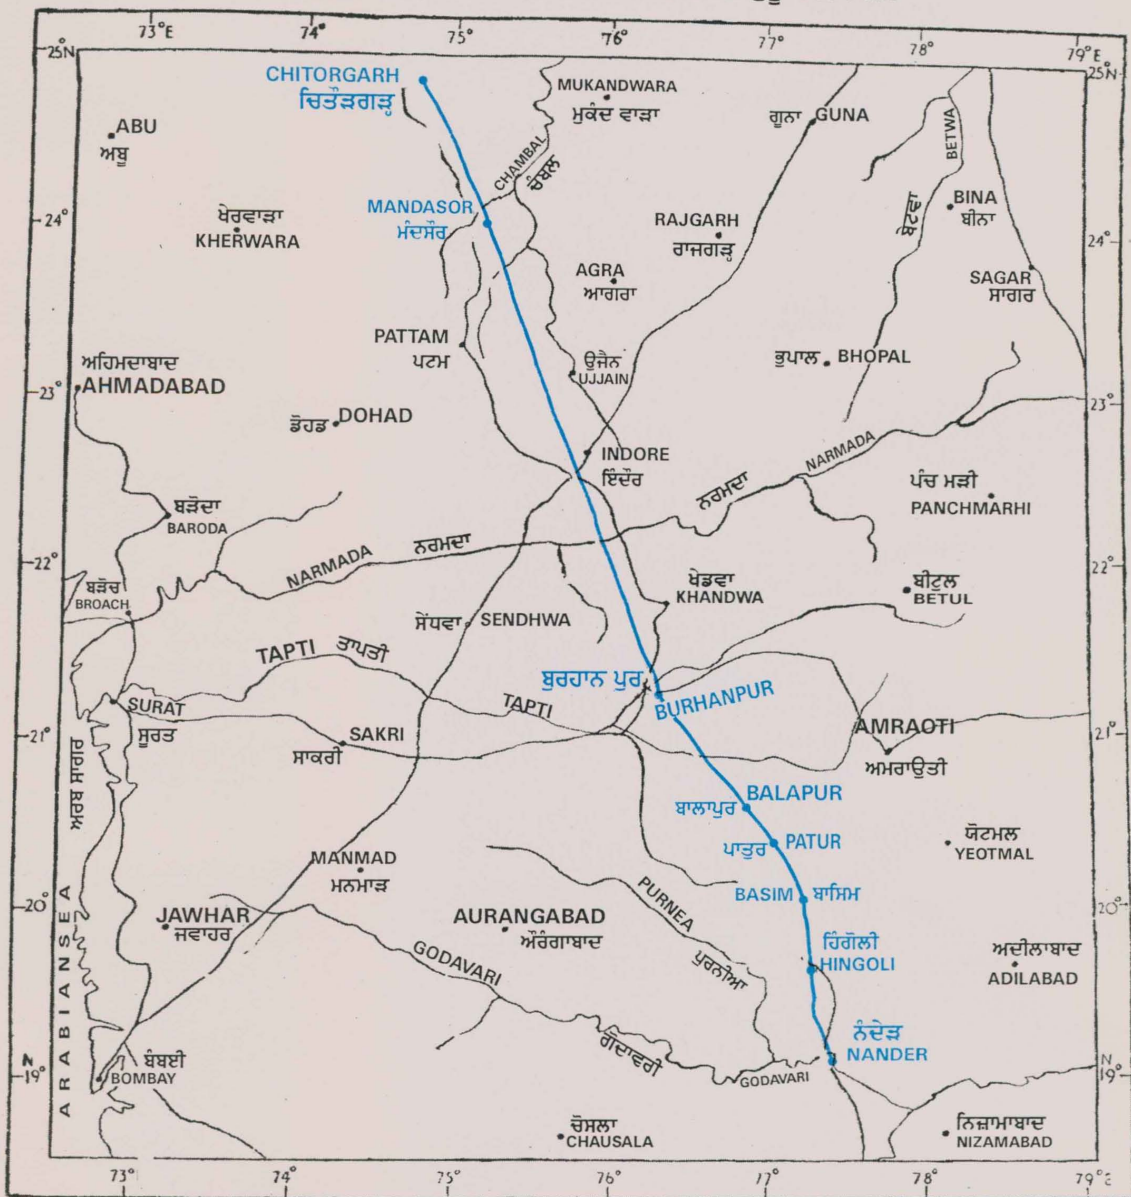 73°E 74° 75° 76° 77° 78° 79°E
25°N 25°N
CHITORGARH
ਚਿਤੌੜਗੜ੍ਹ
MUKANDWARA
ਮੁਕੰਦ ਵਾੜਾ
ਗੂਨਾ GUNA
ABU
ਅਬੂ
CHAMBAL
ਚੰਬਲ
BETWA
ਬੇਟਵਾ
BINA
ਬੀਨਾ
24° 24°
MANDASOR
ਮੰਦਸੌਰ
ਖੇਰਵਾੜਾ
KHERWARA
RAJGARH
ਰਾਜਗੜ੍ਹ
AGRA
ਆਗਰਾ
SAGAR
ਸਾਗਰ
PATTAM
ਪਟਮ
ਉਜੈਨ
UJJAIN
ਭੁਪਾਲ BHOPAL
ਅਹਿਮਦਾਬਾਦ
AHMADABAD
23° 23°
ਡੋਹਡ DOHAD
INDORE
ਇੰਦੌਰ
NARMADA
ਨਰਮਦਾ
ਪੰਚ ਮੜੀ
PANCHMARHI
ਬੜੋਦਾ
BARODA
NARMADA ਨਰਮਦਾ
22° 22°
ਬੜੋਚ
BROACH
ਖੇਡਵਾ
KHANDWA
ਬੀਟੁਲ
BETUL
ਸੇਂਧਵਾ SENDHWA
TAPTI ਤਾਪਤੀ
TAPTI
ਬੁਰਹਾਨ ਪੁਰ
BURHANPUR
SURAT
ਸੂਰਤ
SAKRI
ਸਾਕਰੀ
AMRAOTI
ਅਮਰਾਉਤੀ
21° 21°
ਅਰਬ ਸਾਗਰ
ARABIANSEA
ਬਾਲਾਪੁਰ BALAPUR
ਪਾਤੁਰ PATUR
ਯੋਟਮਲ
YEOTMAL
MANMAD
ਮਨਮਾੜ
PURNEA
ਪੁਰਨੀਆ
BASIM ਬਾਸਿਮ
20° 20°
JAWHAR
ਜਵਾਹਰ
AURANGABAD
ਔਰੰਗਾਬਾਦ
GODAVARI
ਗੋਦਾਵਰੀ
ਹਿੰਗੋਲੀ
HINGOLI
ਅਦੀਲਾਬਾਦ
ADILABAD
ਨੰਦੇੜ
NANDER
N N
19° 19°
ਬੰਬਈ
BOMBAY
GODAVARI
ਚੋਸਲਾ
CHAUSALA
ਨਿਜ਼ਾਮਾਬਾਦ
NIZAMABAD
73° 74° 75° 76° 77° 78° 79°E